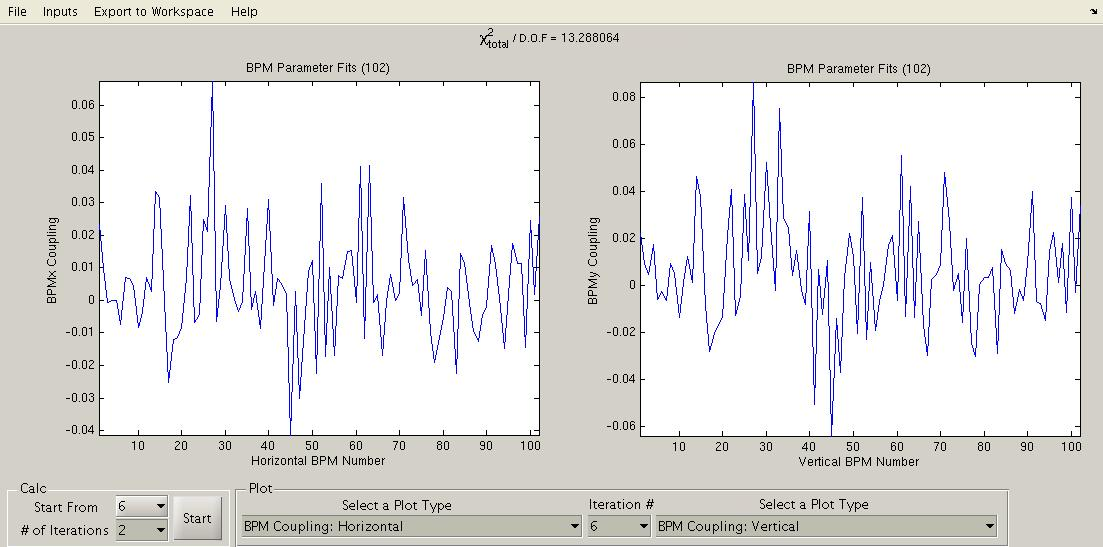 File Inputs Export to Workspace Help
χ²total / D.O.F = 13.288064
BPM Parameter Fits (102)
0.06
0.05
0.04
0.03
0.02
0.01
0
-0.01
-0.02
-0.03
-0.04
BPMx Coupling
10 20 30 40 50 60 70 80 90 100
Horizontal BPM Number
BPM Parameter Fits (102)
0.08
0.06
0.04
0.02
0
-0.02
-0.04
-0.06
BPMy Coupling
10 20 30 40 50 60 70 80 90 100
Vertical BPM Number
Calc
Start From 6
# of Iterations 2
Start
Plot
Select a Plot Type Iteration # Select a Plot Type
BPM Coupling: Horizontal 6 BPM Coupling: Vertical